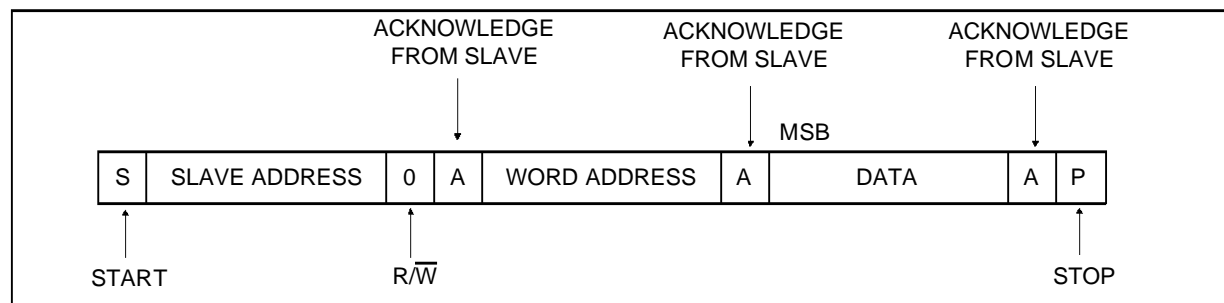 ACKNOWLEDGE
FROM SLAVE
ACKNOWLEDGE
FROM SLAVE
ACKNOWLEDGE
FROM SLAVE
MSB
S SLAVE ADDRESS 0 A WORD ADDRESS A DATA A P
START
R/W̅
STOP